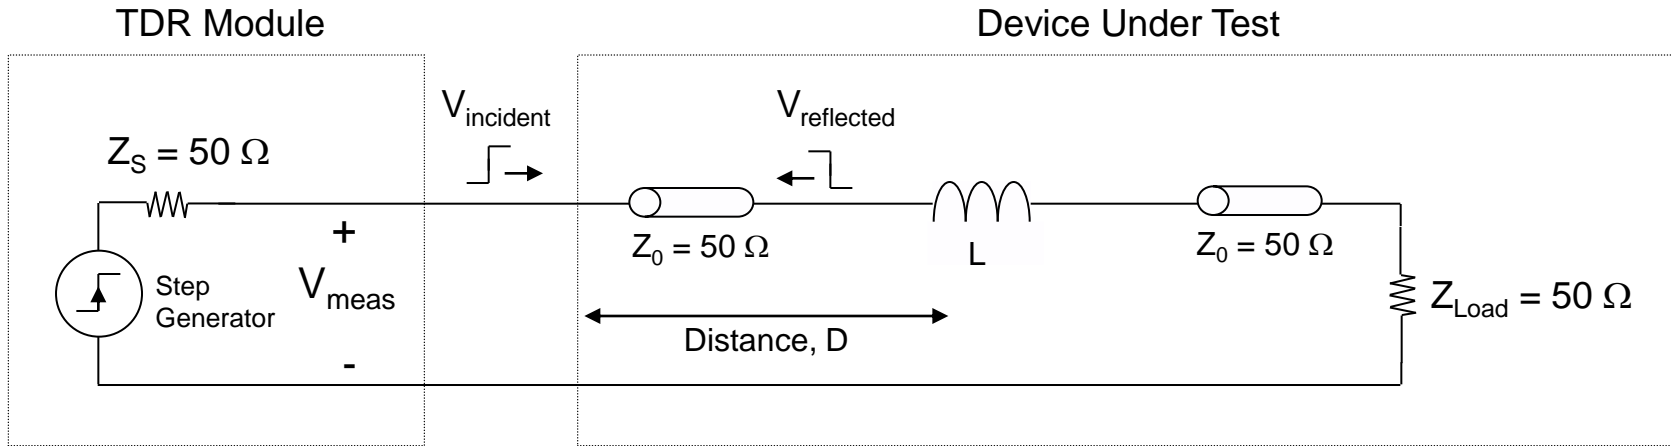 TDR Module
Device Under Test
V_incident
V_reflected
Z_S = 50 Ω
+
V_meas
-
Step
Generator
Z_0 = 50 Ω
L
Z_0 = 50 Ω
Z_Load = 50 Ω
Distance, D